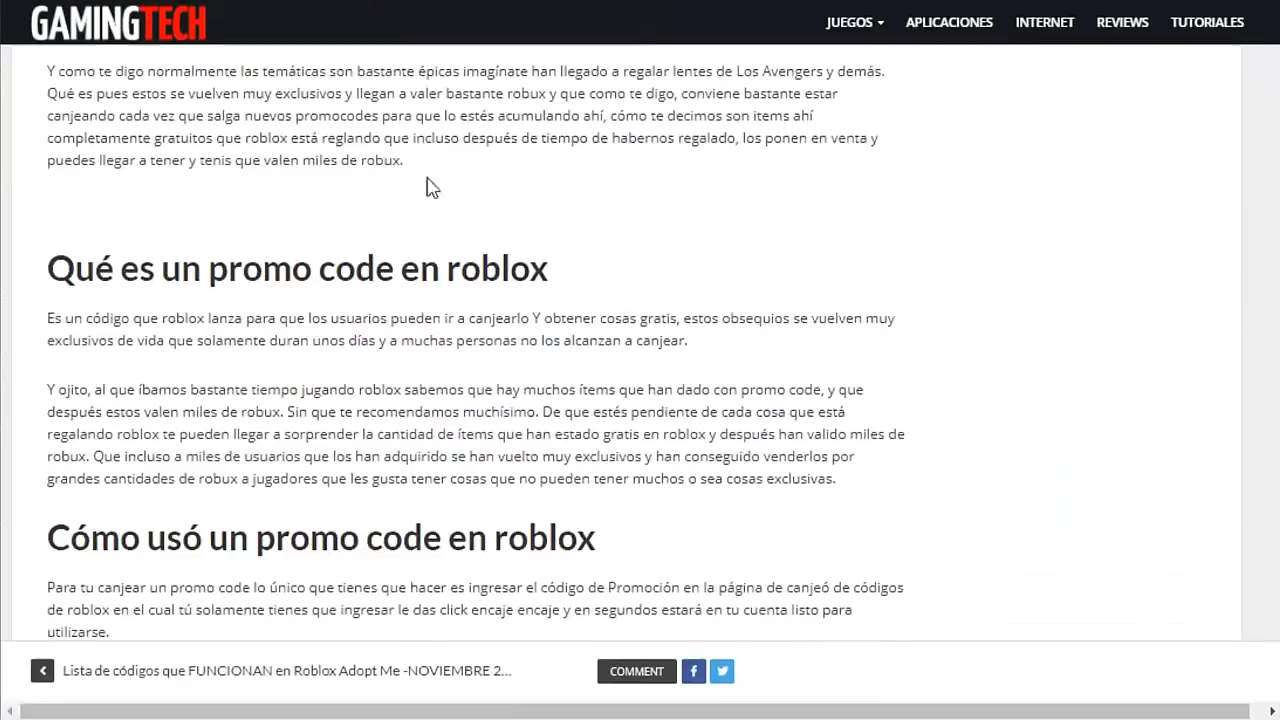 GAMINGTECH
JUEGOS
APLICACIONES
INTERNET
REVIEWS
TUTORIALES
Y como te digo normalmente las temáticas son bastante épicas imagínate han llegado a regalar lentes de Los Avengers y demás.
Qué es pues estos se vuelven muy exclusivos y llegan a valer bastante robux y que como te digo, conviene bastante estar
canjeando cada vez que salga nuevos promocodes para que lo estés acumulando ahí, cómo te decimos son items ahí
completamente gratuitos que roblox está reglando que incluso después de tiempo de habernos regalado, los ponen en venta y
puedes llegar a tener y tenis que valen miles de robux.
Qué es un promo code en roblox
Es un código que roblox lanza para que los usuarios pueden ir a canjearlo Y obtener cosas gratis, estos obsequios se vuelven muy
exclusivos de vida que solamente duran unos días y a muchas personas no los alcanzan a canjear.
Y ojito, al que íbamos bastante tiempo jugando roblox sabemos que hay muchos ítems que han dado con promo code, y que
después estos valen miles de robux. Sin que te recomendamos muchísimo. De que estés pendiente de cada cosa que está
regalando roblox te pueden llegar a sorprender la cantidad de ítems que han estado gratis en roblox y después han valido miles de
robux. Que incluso a miles de usuarios que los han adquirido se han vuelto muy exclusivos y han conseguido venderlos por
grandes cantidades de robux a jugadores que les gusta tener cosas que no pueden tener muchos o sea cosas exclusivas.
Cómo usó un promo code en roblox
Para tu canjear un promo code lo único que tienes que hacer es ingresar el código de Promoción en la página de canjeó de códigos
de roblox en el cual tú solamente tienes que ingresar le das click encaje encaje y en segundos estará en tu cuenta listo para
utilizarse.
Lista de códigos que FUNCIONAN en Roblox Adopt Me -NOVIEMBRE 2...
COMMENT